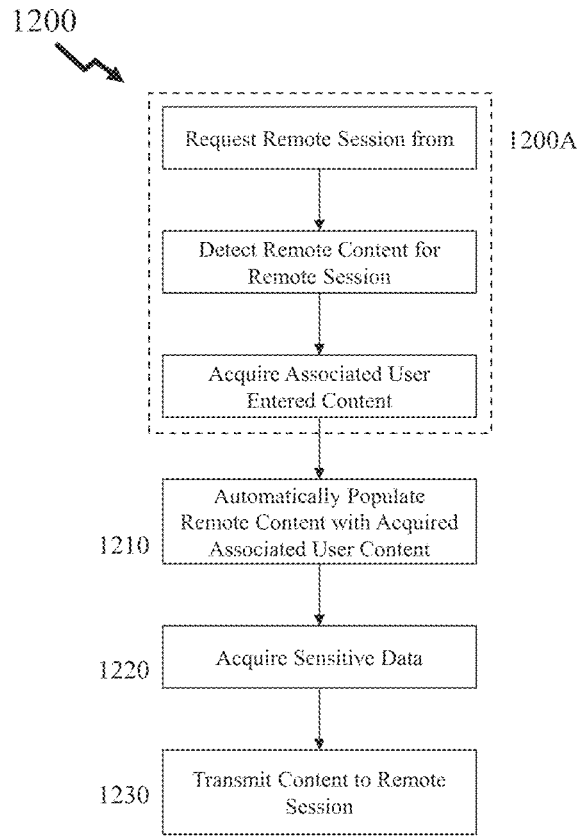 1200
Request Remote Session from
1200A
Detect Remote Content for
Remote Session
Acquire Associated User
Entered Content
Automatically Populate
Remote Content with Acquired
Associated User Content
1210
Acquire Sensitive Data
1220
Transmit Content to Remote
Session
1230